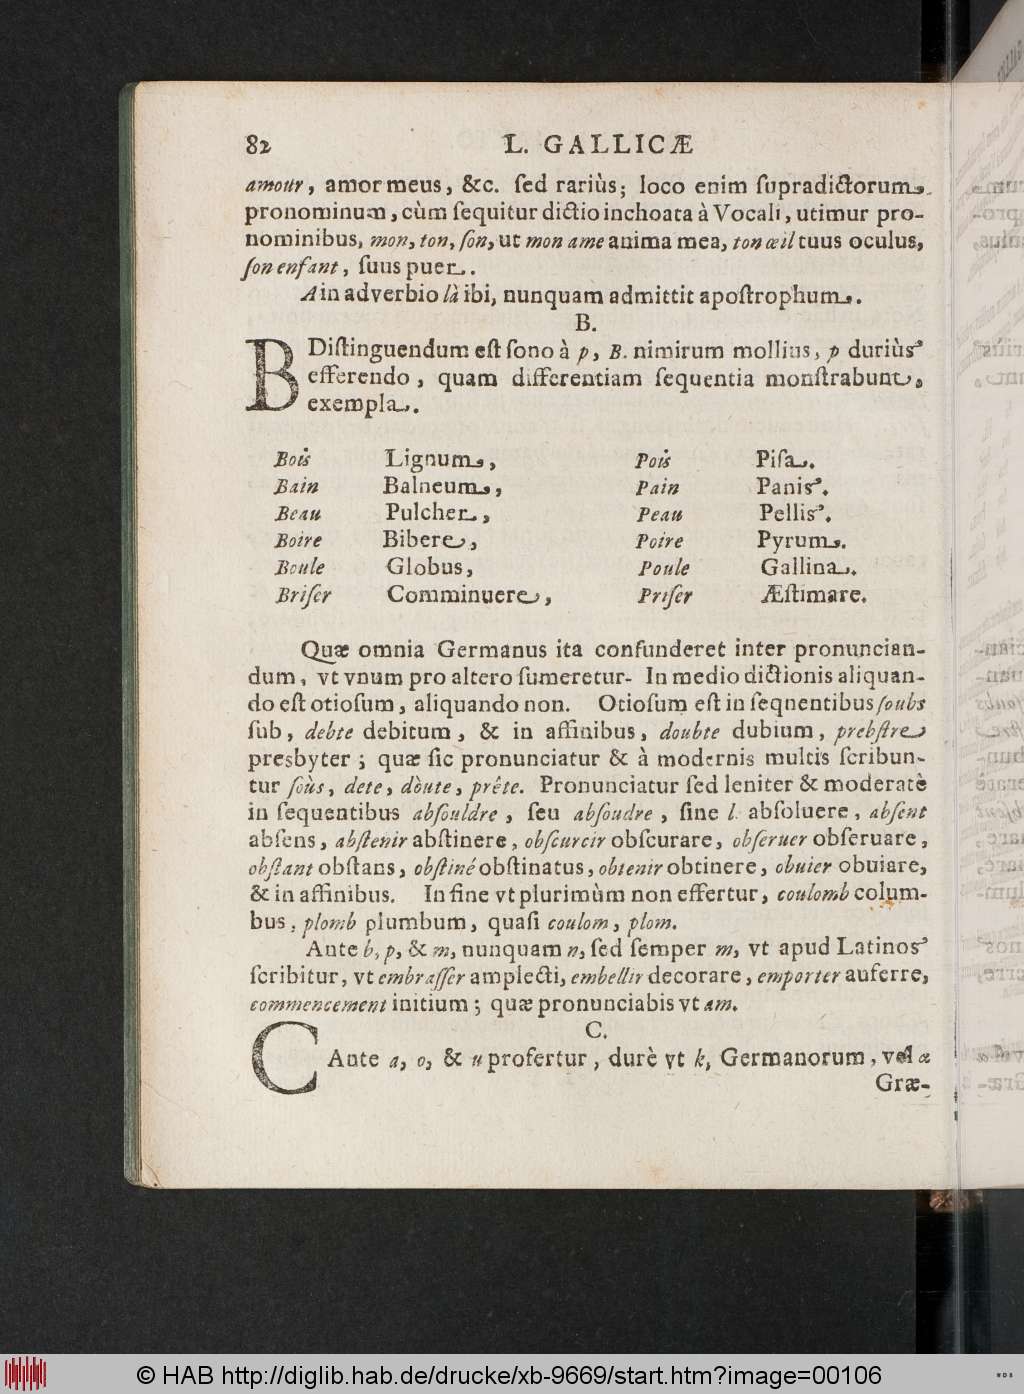 82 L. GALLICÆ
amour, amor meus, &c. ſed rariùs; loco enim ſupradictorum
pronominum, cùm ſequitur dictio inchoata à Vocali, utimur pro-
nominibus, mon, ton, ſon, ut mon ame anima mea, ton œil tuus oculus,
ſon enfant, ſuus puer.
A in adverbio là ibi, nunquam admittit apoſtrophum.
B.
B Diſtinguendum eſt ſono à p, B. nimirum mollius, p duriùs
efferendo, quam differentiam ſequentia monſtrabunt,
exempla.
Bois Lignum, Pois Piſa.
Bain Balneum, Pain Panis.
Beau Pulcher, Peau Pellis.
Boire Bibere, Poire Pyrum.
Boule Globus, Poule Gallina.
Briſer Comminuere, Priſer Æſtimare.
Quæ omnia Germanus ita confunderet inter pronuncian-
dum, vt vnum pro altero ſumeretur- In medio dictionis aliquan-
do eſt otioſum, aliquando non. Otioſum eſt in ſeqnentibus ſoubs
ſub, debte debitum, & in affinibus, doubte dubium, prebſtre
presbyter; quæ ſic pronunciatur & à modernis multis ſcribun-
tur ſoùs, dete, dòute, prête. Pronunciatur ſed leniter & moderatè
in ſequentibus abſouldre, ſeu abſoudre, ſine l. abſoluere, abſent
abſens, abſtenir abſtinere, obſcurcir obſcurare, obſeruer obſeruare,
obſtant obſtans, obſtiné obſtinatus, obtenir obtinere, obuier obuiare,
& in affinibus. In fine vt plurimùm non effertur, coulomb colum-
bus, plomb plumbum, quaſi coulom, plom.
Ante b, p, & m, nunquam n, ſed ſemper m, vt apud Latinos
ſcribitur, vt embraſſer amplecti, embellir decorare, emporter auferre,
commencement initium; quæ pronunciabis vt am.
C.
C Ante a, o, & u profertur, durè vt k, Germanorum, vel æ
Græ-
© HAB http://diglib.hab.de/drucke/xb-9669/start.htm?image=00106